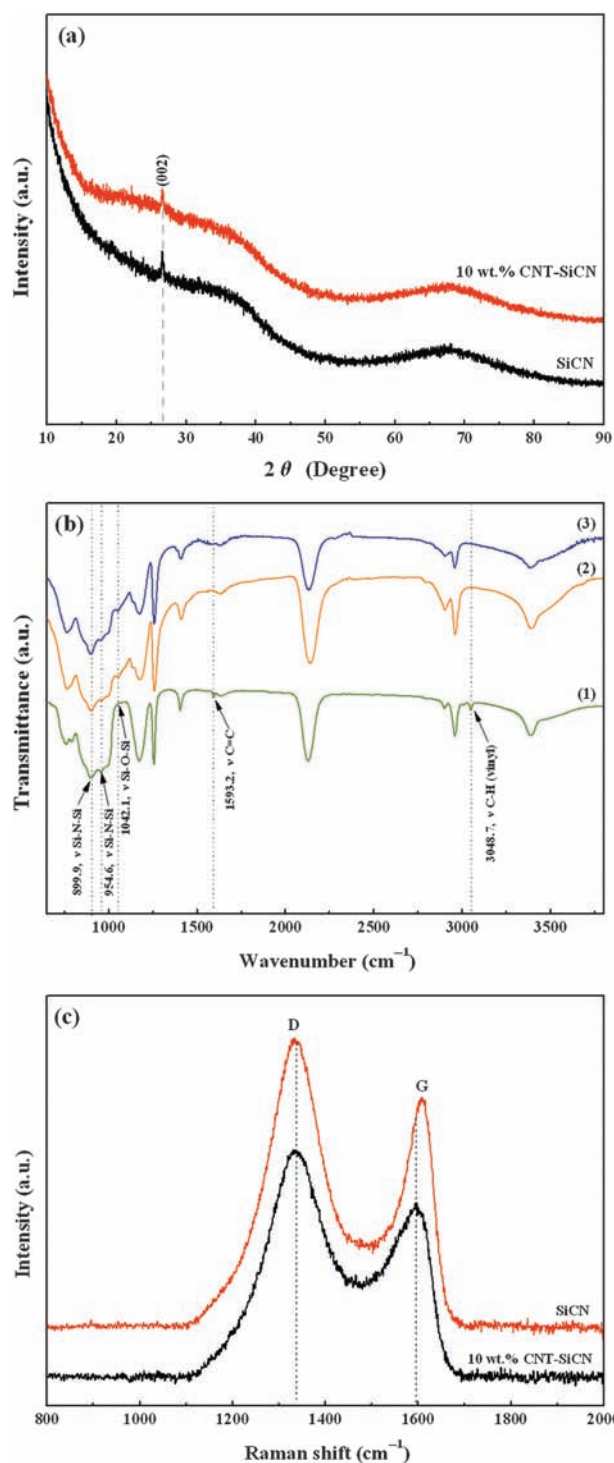 (a)
Intensity (a.u.)
(002)
10 wt.% CNT-SiCN
SiCN
10 20 30 40 50 60 70 80 90
2 θ (Degree)
(b)
Transmittance (a.u.)
(3)
(2)
(1)
899.9, ν Si-N-Si
954.6, ν Si-N-Si
1042.1, ν Si-O-Si
1593.2, ν C=C
3048.7, ν C-H (vinyl)
1000 1500 2000 2500 3000 3500
Wavenumber (cm⁻¹)
(c)
Intensity (a.u.)
D
G
SiCN
10 wt.% CNT-SiCN
800 1000 1200 1400 1600 1800 2000
Raman shift (cm⁻¹)